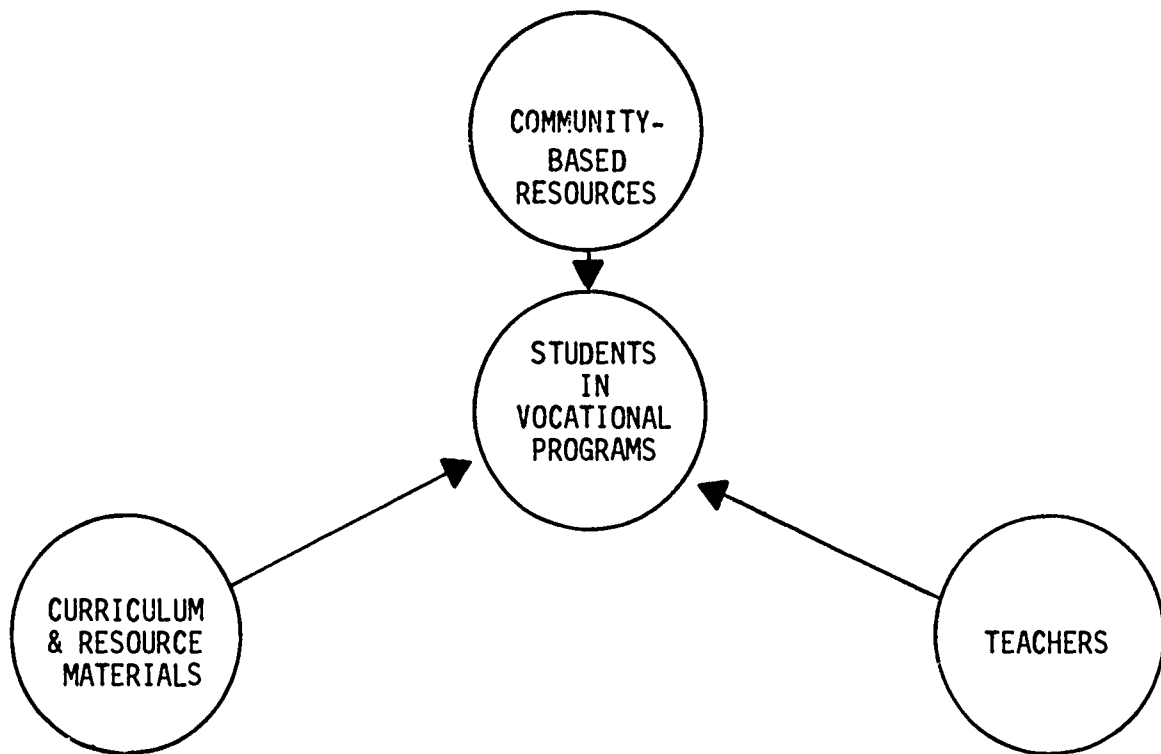 COMMUNITY-
BASED
RESOURCES
STUDENTS
IN
VOCATIONAL
PROGRAMS
CURRICULUM
& RESOURCE
MATERIALS
TEACHERS